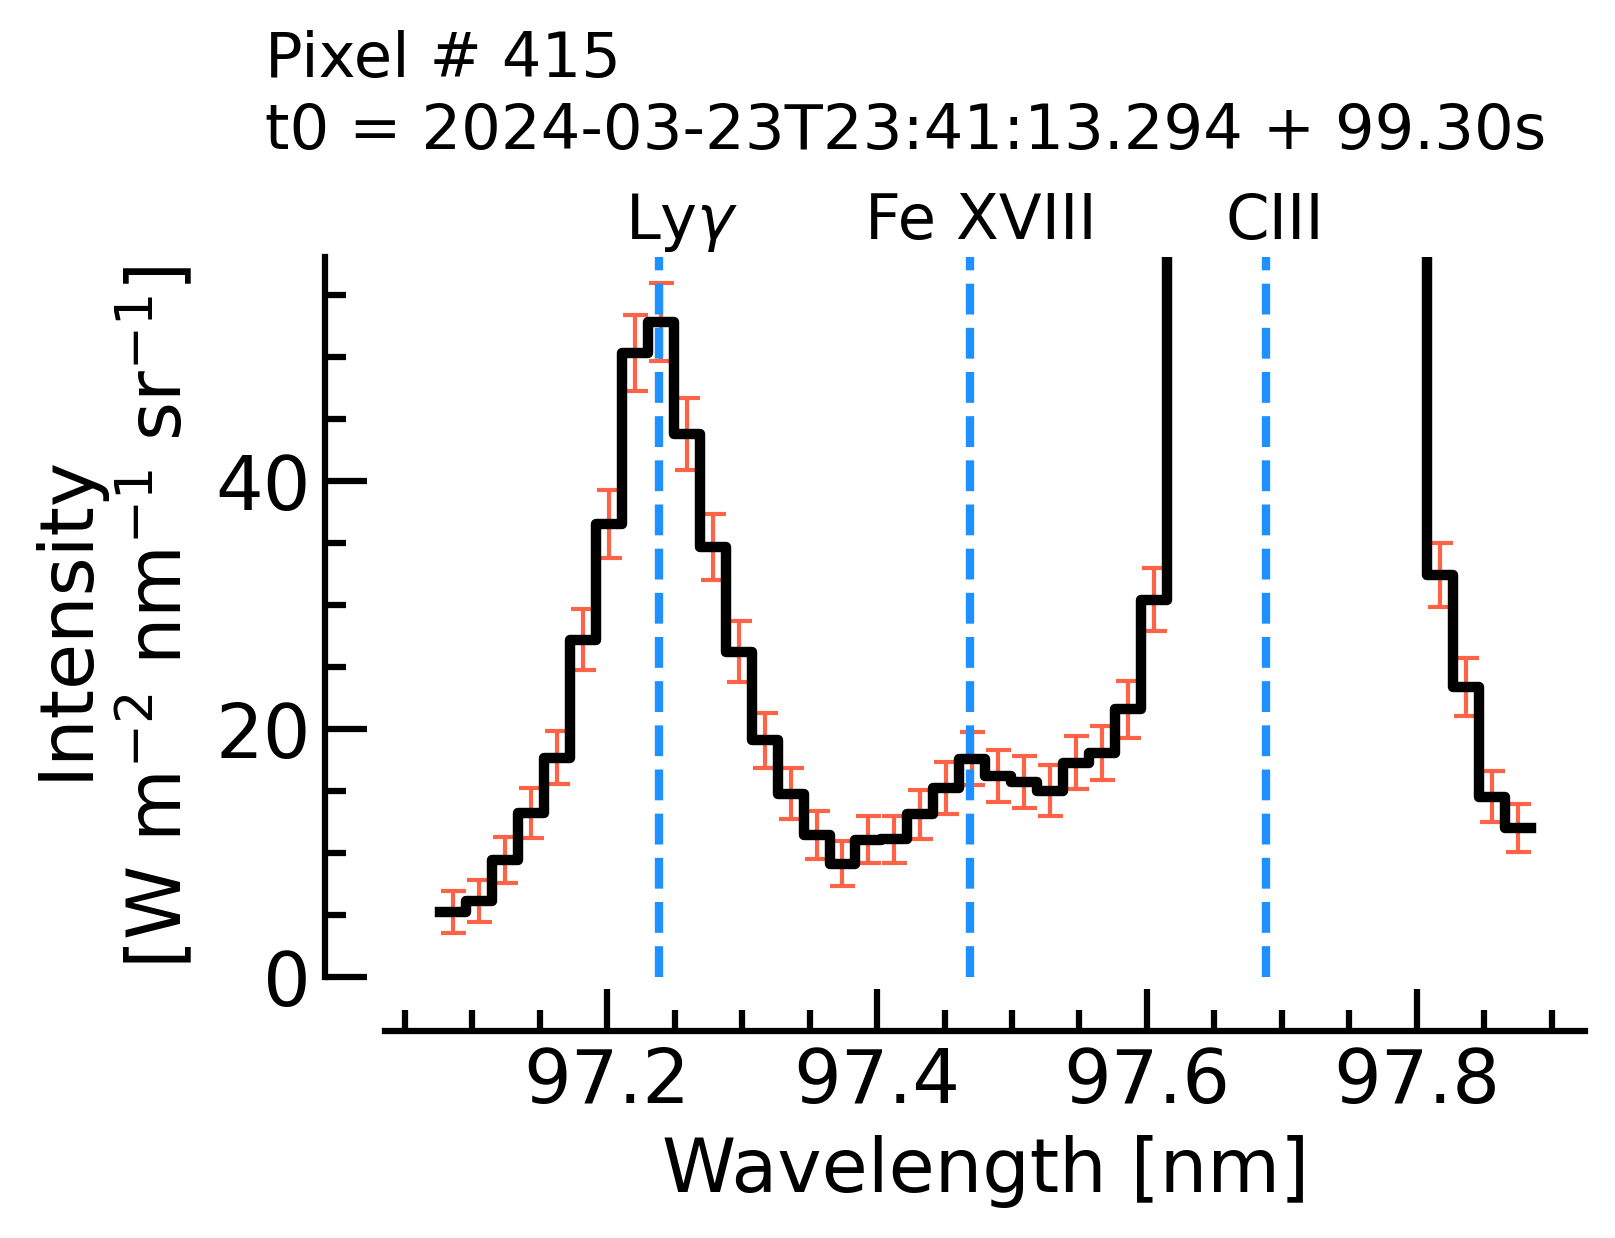 Pixel # 415
t0 = 2024-03-23T23:41:13.294 + 99.30s
Lyγ Fe XVIII CIII
Intensity
[W m⁻² nm⁻¹ sr⁻¹]
40
20
0
97.2 97.4 97.6 97.8
Wavelength [nm]